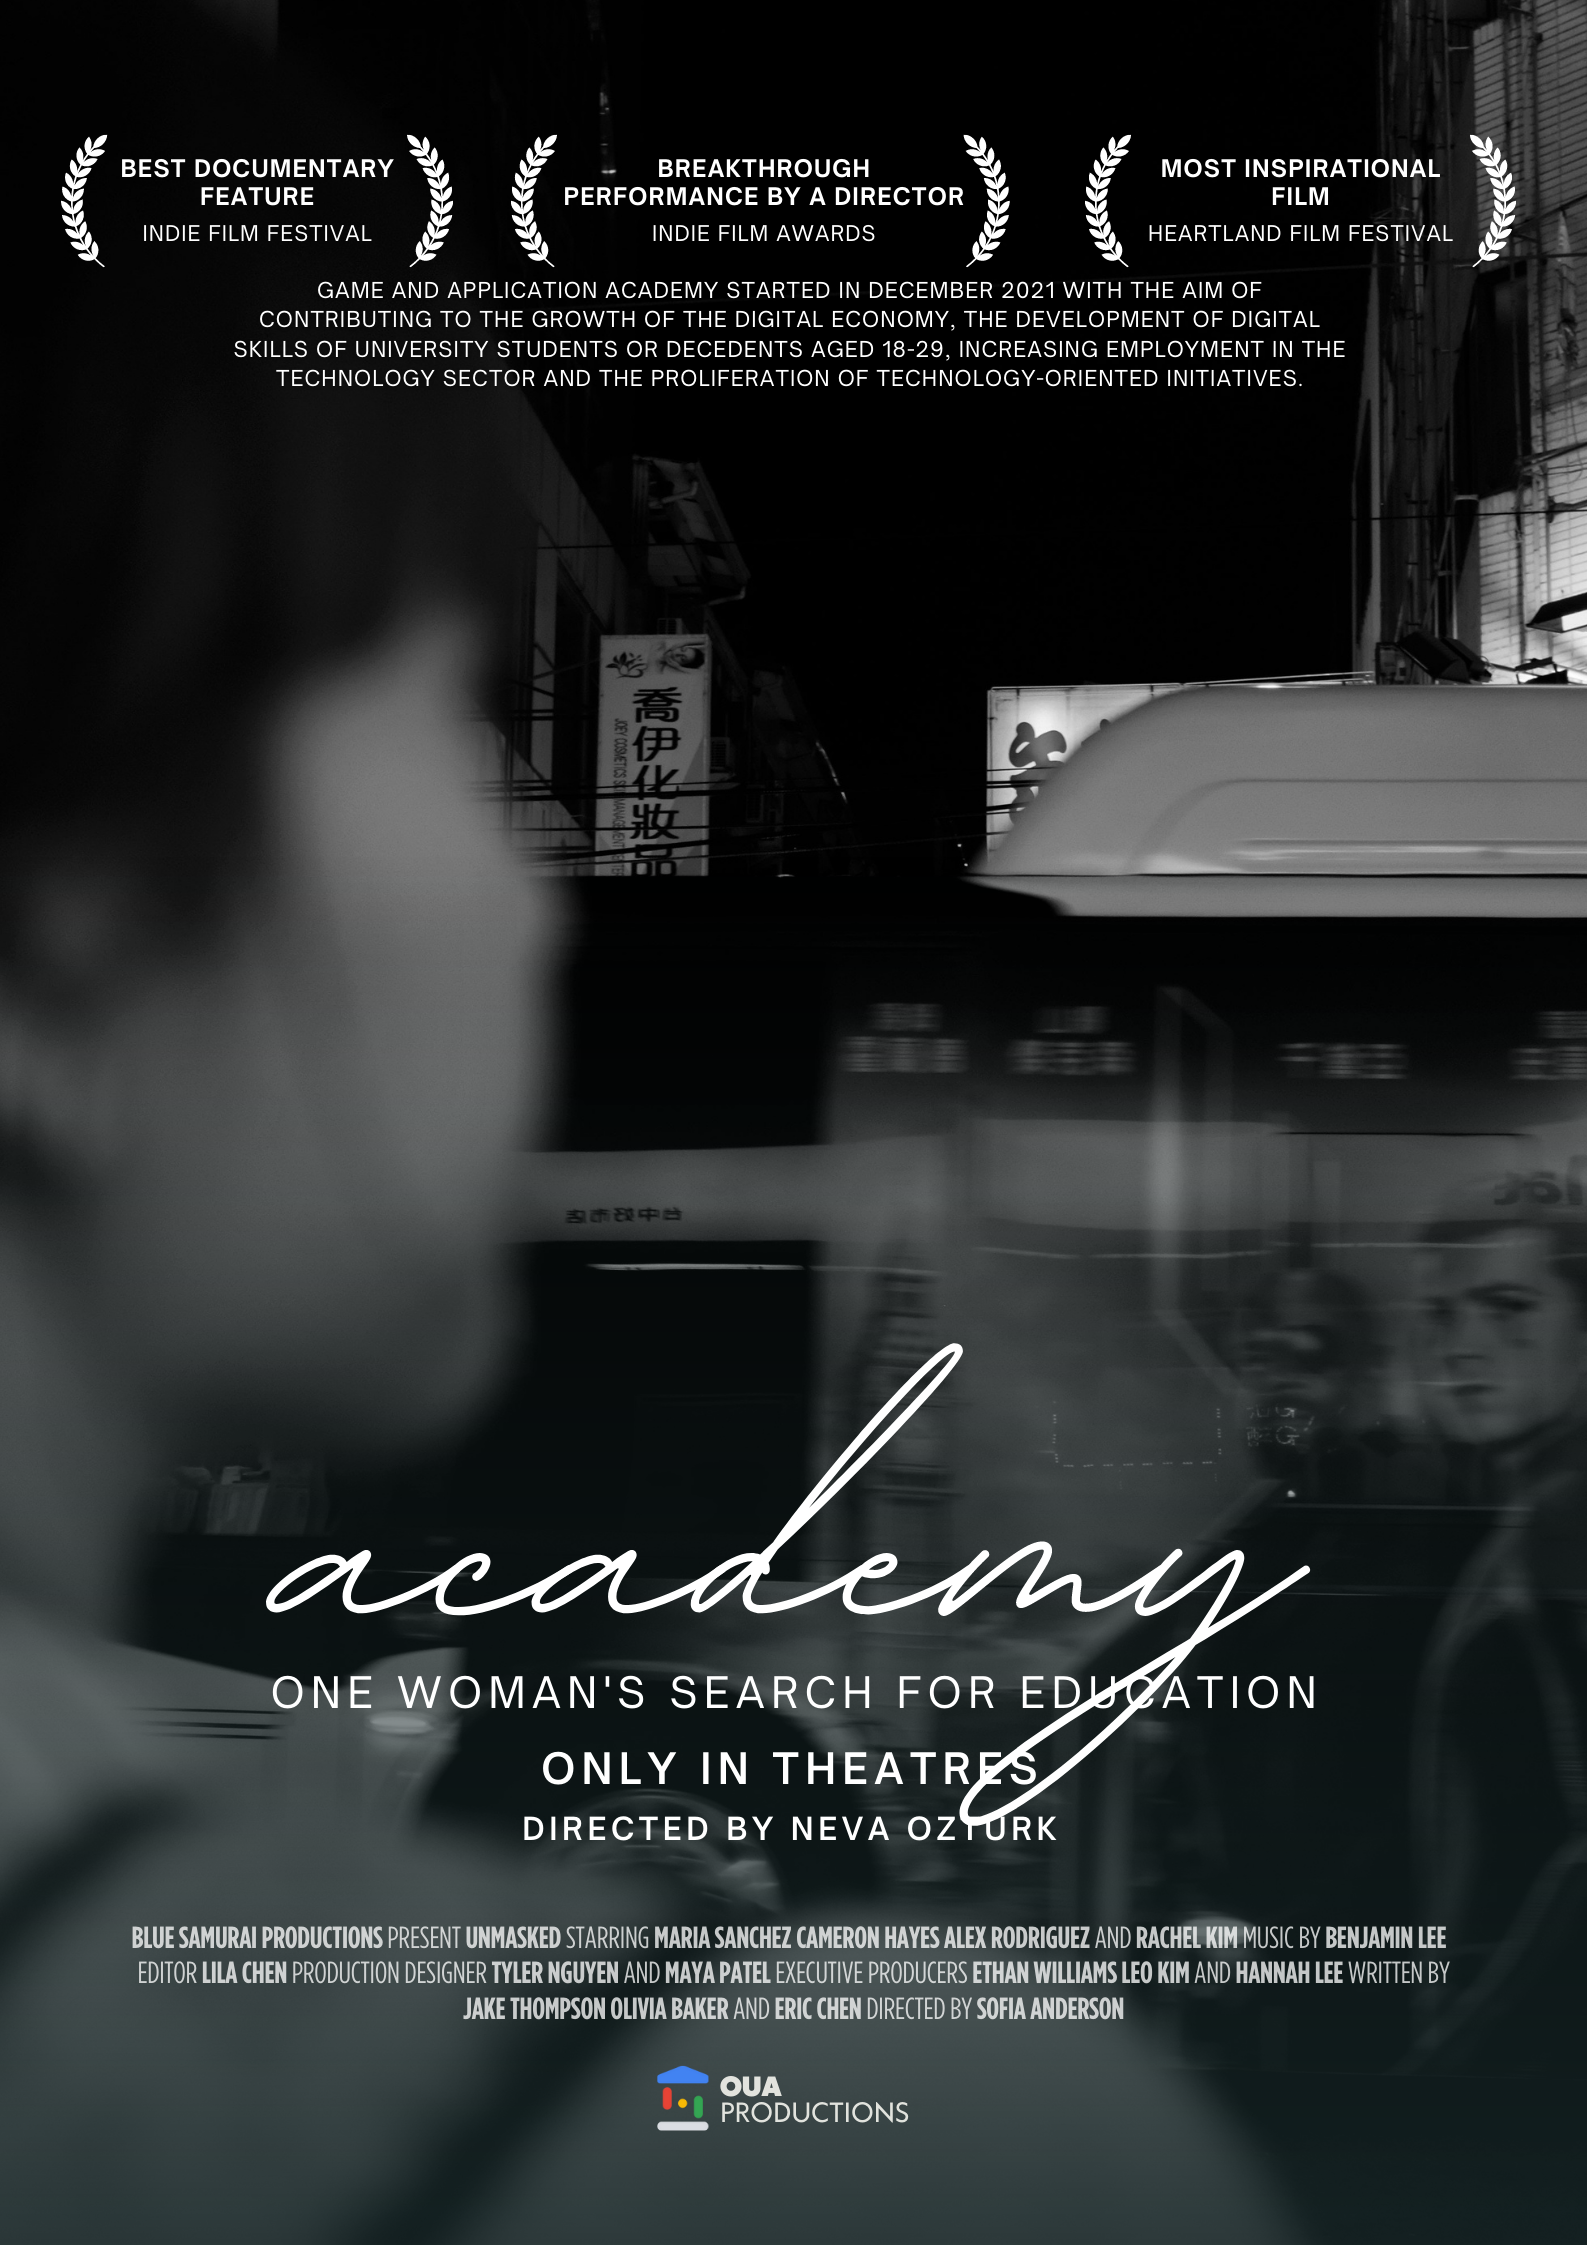 BEST DOCUMENTARY
FEATURE
INDIE FILM FESTIVAL
BREAKTHROUGH
PERFORMANCE BY A DIRECTOR
INDIE FILM AWARDS
MOST INSPIRATIONAL
FILM
HEARTLAND FILM FESTIVAL
GAME AND APPLICATION ACADEMY STARTED IN DECEMBER 2021 WITH THE AIM OF
CONTRIBUTING TO THE GROWTH OF THE DIGITAL ECONOMY, THE DEVELOPMENT OF DIGITAL
SKILLS OF UNIVERSITY STUDENTS OR DECEDENTS AGED 18-29, INCREASING EMPLOYMENT IN THE
TECHNOLOGY SECTOR AND THE PROLIFERATION OF TECHNOLOGY-ORIENTED INITIATIVES.
喬伊化妝品
academy
ONE WOMAN'S SEARCH FOR EDUCATION
ONLY IN THEATRES
DIRECTED BY NEVA OZTURK
BLUE SAMURAI PRODUCTIONS PRESENT UNMASKED STARRING MARIA SANCHEZ CAMERON HAYES ALEX RODRIGUEZ AND RACHEL KIM MUSIC BY BENJAMIN LEE
EDITOR LILA CHEN PRODUCTION DESIGNER TYLER NGUYEN AND MAYA PATEL EXECUTIVE PRODUCERS ETHAN WILLIAMS LEO KIM AND HANNAH LEE WRITTEN BY
JAKE THOMPSON OLIVIA BAKER AND ERIC CHEN DIRECTED BY SOFIA ANDERSON
OUA
PRODUCTIONS